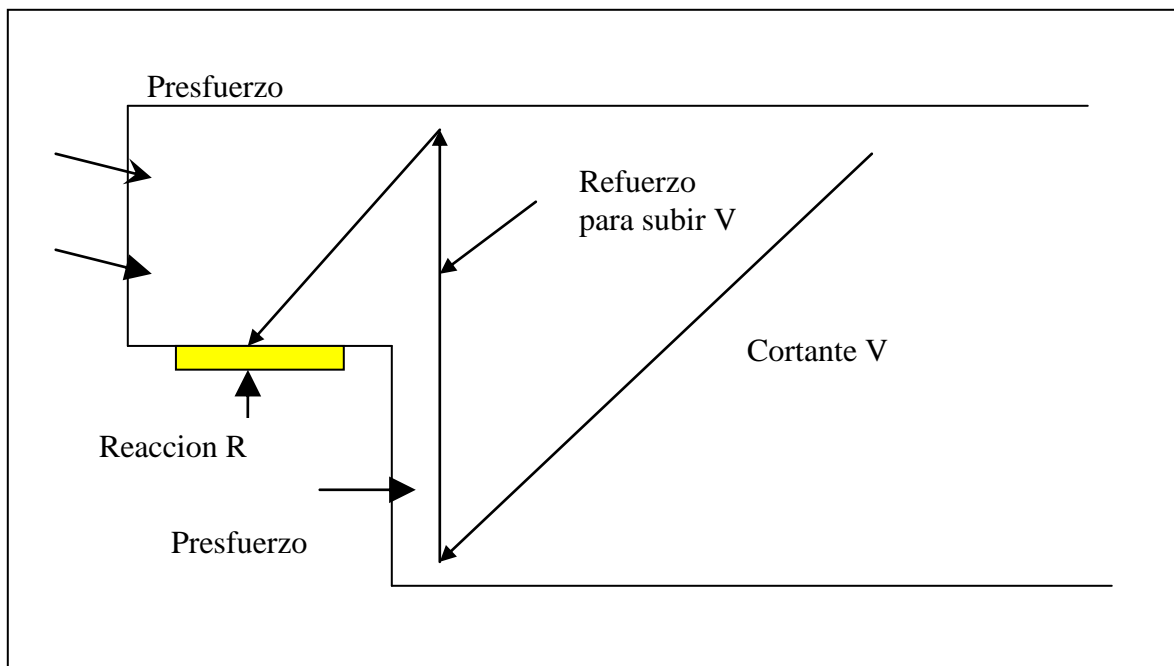 Presfuerzo
Refuerzo
para subir V
Cortante V
Reaccion R
Presfuerzo